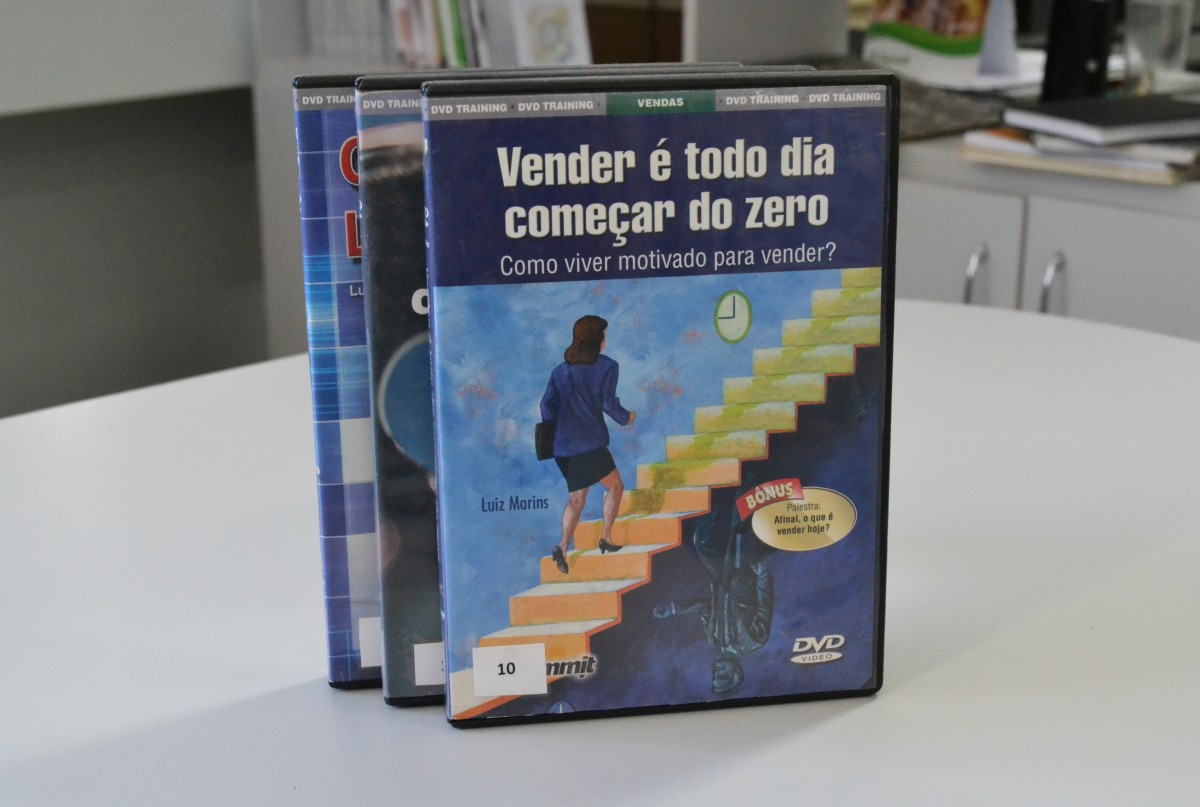 DVD TRAINING DVD TRAINING VENDAS DVD TRAINING DVD TRAINING
Vender é todo dia
começar do zero
Como viver motivado para vender?
Luiz Marins
BÔNUS
Palestra:
Afinal, o que é
vender hoje?
DVD
VIDEO
10
DVD
DVD